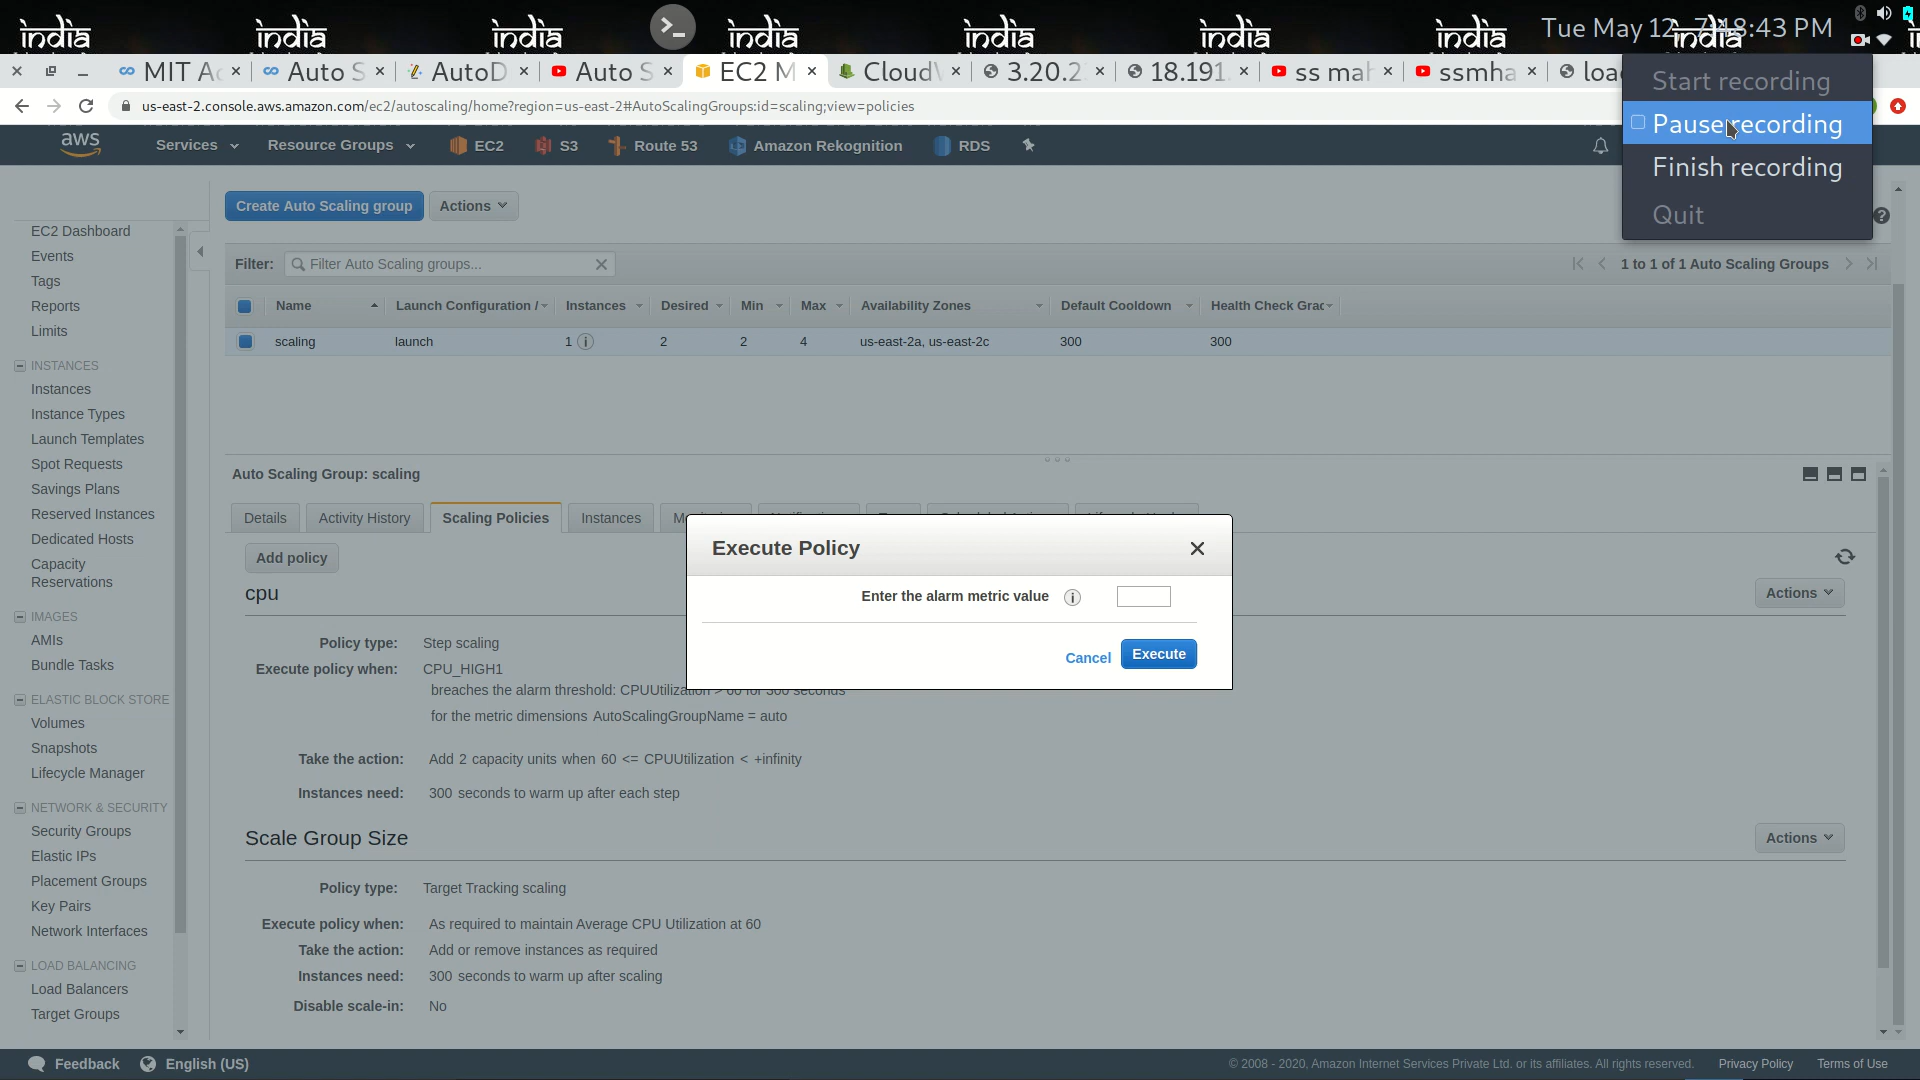 india india india india india india india india
Tue May 12, 7:48:43 PM
MIT Ac Auto S AutoD Auto S EC2 M CloudW 3.20.2 18.191. ss mah ssmha load
us-east-2.console.aws.amazon.com/ec2/autoscaling/home?region=us-east-2#AutoScalingGroups:id=scaling;view=policies
Start recording
Pause recording
Finish recording
Quit
aws Services Resource Groups EC2 S3 Route 53 Amazon Rekognition RDS
Create Auto Scaling group Actions
EC2 Dashboard
Events
Tags
Reports
Limits
INSTANCES
Instances
Instance Types
Launch Templates
Spot Requests
Savings Plans
Reserved Instances
Dedicated Hosts
Capacity
Reservations
IMAGES
AMIs
Bundle Tasks
ELASTIC BLOCK STORE
Volumes
Snapshots
Lifecycle Manager
NETWORK & SECURITY
Security Groups
Elastic IPs
Placement Groups
Key Pairs
Network Interfaces
LOAD BALANCING
Load Balancers
Target Groups
Filter: Filter Auto Scaling groups... 1 to 1 of 1 Auto Scaling Groups
Name Launch Configuration / Instances Desired Min Max Availability Zones Default Cooldown Health Check Grac
scaling launch 1 2 2 4 us-east-2a, us-east-2c 300 300
Auto Scaling Group: scaling
Details Activity History Scaling Policies Instances
Add policy
cpu Actions
Policy type: Step scaling
Execute policy when: CPU_HIGH1
breaches the alarm threshold: CPUUtilization > 60 for 300 seconds
for the metric dimensions AutoScalingGroupName = auto
Take the action: Add 2 capacity units when 60 <= CPUUtilization < +infinity
Instances need: 300 seconds to warm up after each step
Scale Group Size Actions
Policy type: Target Tracking scaling
Execute policy when: As required to maintain Average CPU Utilization at 60
Take the action: Add or remove instances as required
Instances need: 300 seconds to warm up after scaling
Disable scale-in: No
Execute Policy
Enter the alarm metric value
Cancel Execute
Feedback English (US) © 2008 - 2020, Amazon Internet Services Private Ltd. or its affiliates. All rights reserved. Privacy Policy Terms of Use